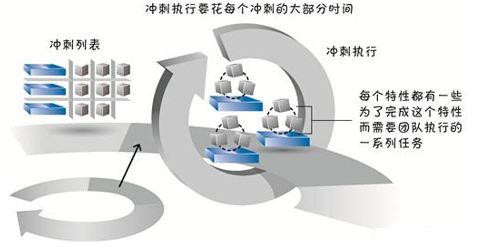 冲刺执行要花每个冲刺的大部分时间
冲刺列表
冲刺执行
每个特性都有一些
为了完成这个特性
而需要团队执行的
一系列任务